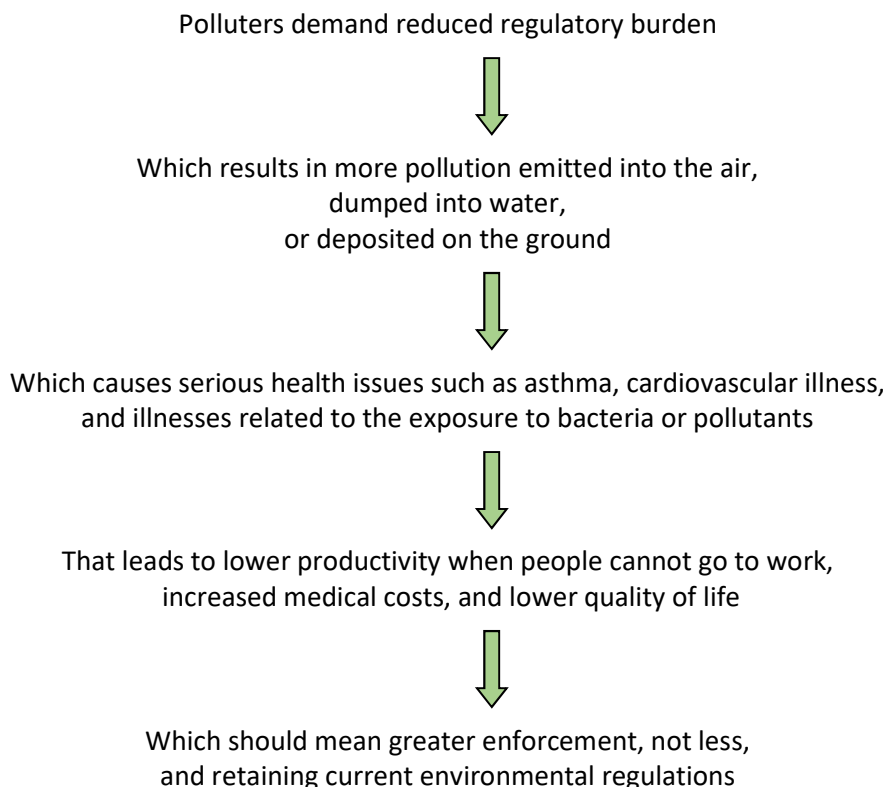 Polluters demand reduced regulatory burden
Which results in more pollution emitted into the air,
dumped into water,
or deposited on the ground
Which causes serious health issues such as asthma, cardiovascular illness,
and illnesses related to the exposure to bacteria or pollutants
That leads to lower productivity when people cannot go to work,
increased medical costs, and lower quality of life
Which should mean greater enforcement, not less,
and retaining current environmental regulations